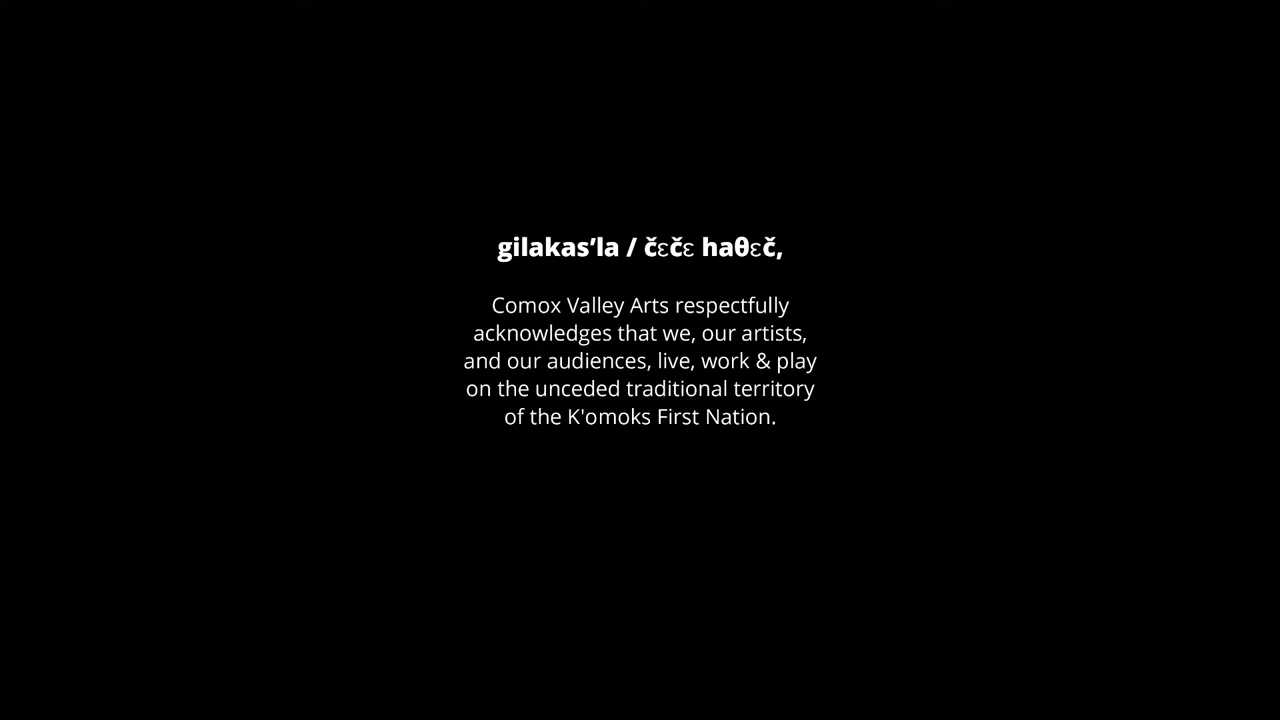 gilakas’la / čɛčɛ haθɛč,
Comox Valley Arts respectfully
acknowledges that we, our artists,
and our audiences, live, work & play
on the unceded traditional territory
of the K'omoks First Nation.